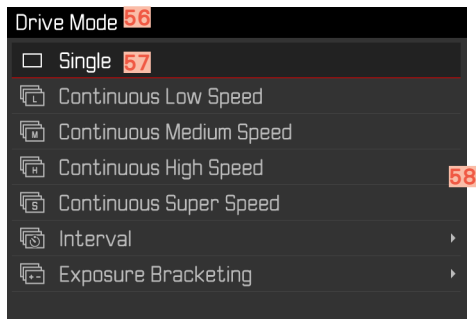 Drive Mode 56
Single 57
L Continuous Low Speed
M Continuous Medium Speed
H Continuous High Speed
58
S Continuous Super Speed
Interval
+- Exposure Bracketing